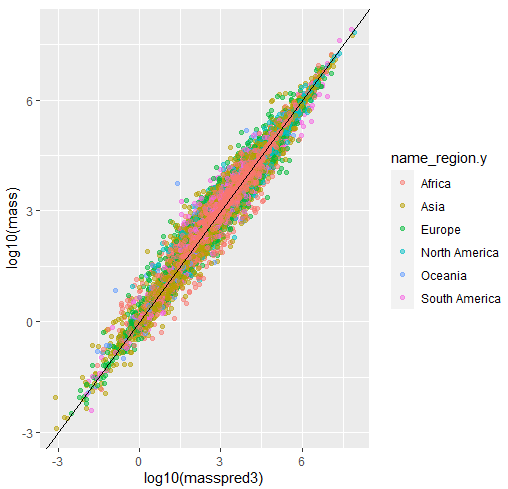 6
3
0
-3
log10(mass)
-3
0
3
6
log10(masspred3)
name_region.y
Africa
Asia
Europe
North America
Oceania
South America